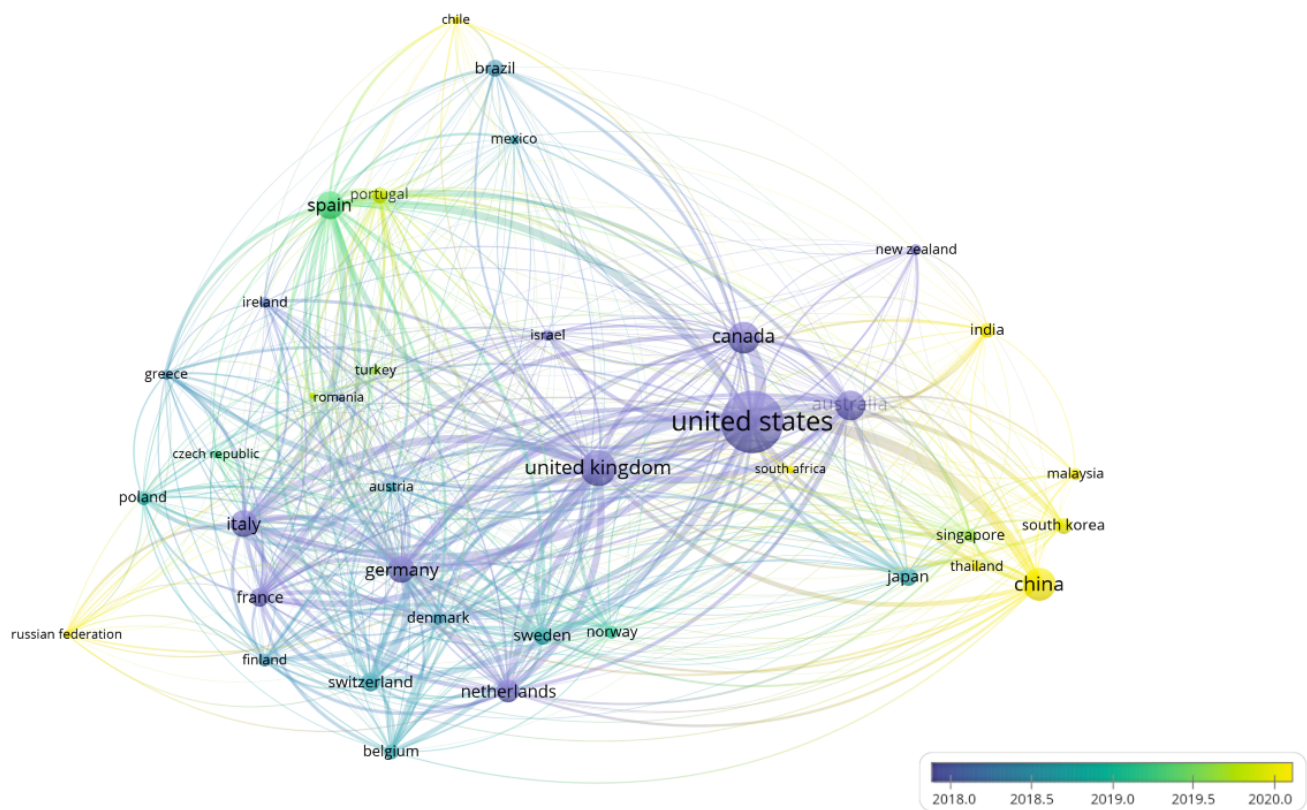 chile
brazil
mexico
portugal
spain
new zealand
ireland
india
israel
canada
turkey
greece
romania
australia
united states
czech republic
united kingdom
south africa
malaysia
austria
poland
italy
south korea
singapore
thailand
germany
japan
china
france
denmark
norway
sweden
russian federation
finland
switzerland
netherlands
belgium
2018.0 2018.5 2019.0 2019.5 2020.0